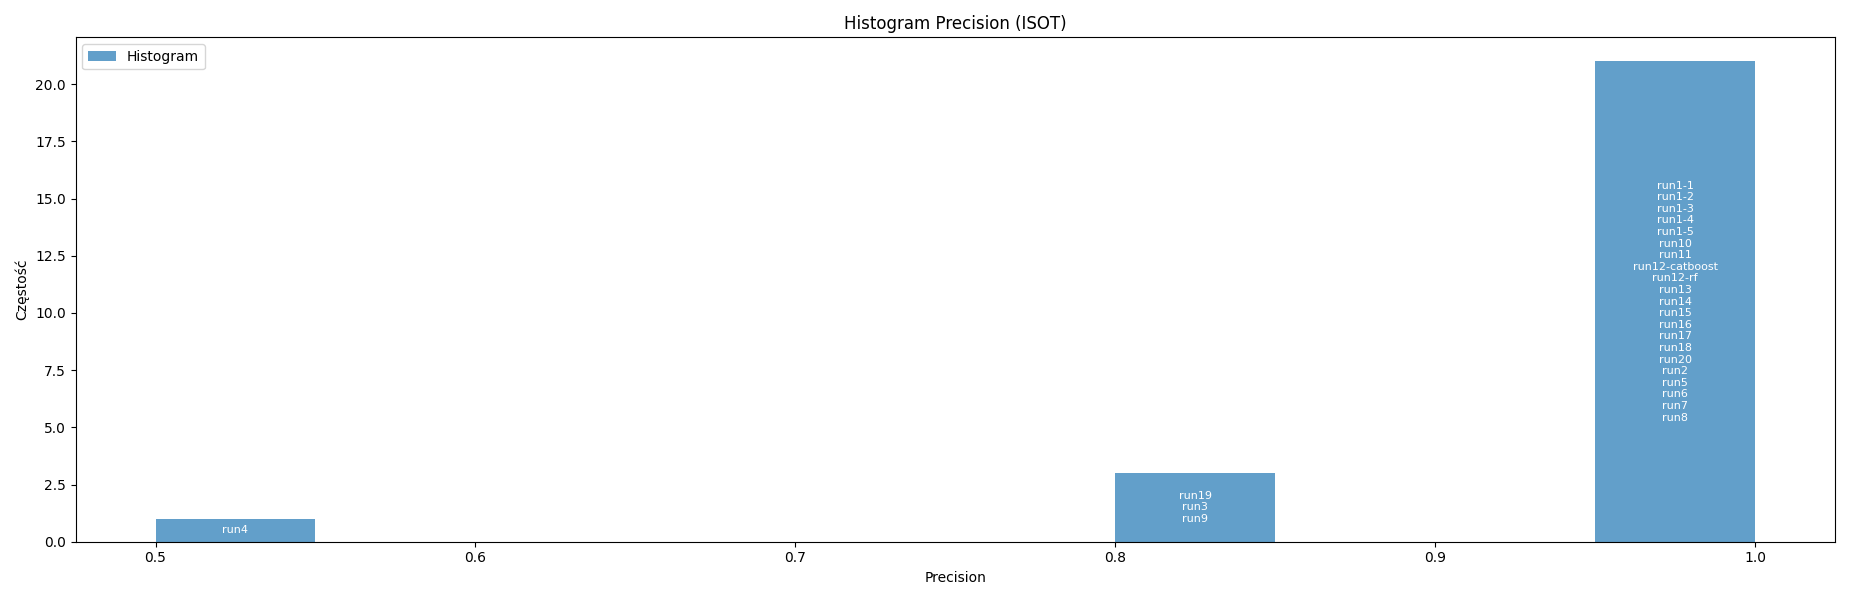 Histogram Precision (ISOT)
Histogram
Częstość
20.0
17.5
15.0
12.5
10.0
7.5
5.0
2.5
0.0
run4
run19
run3
run9
run1-1
run1-2
run1-3
run1-4
run1-5
run10
run11
run12-catboost
run12-rf
run13
run14
run15
run16
run17
run18
run20
run2
run5
run6
run7
run8
0.5 0.6 0.7 0.8 0.9 1.0
Precision